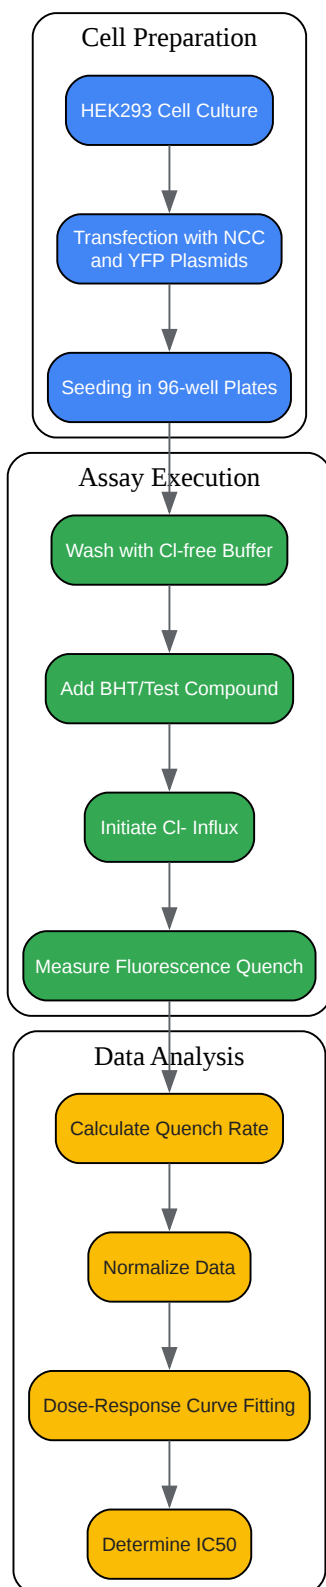 Cell Preparation
HEK293 Cell Culture
Transfection with NCC
and YFP Plasmids
Seeding in 96-well Plates
Assay Execution
Wash with Cl-free Buffer
Add BHT/Test Compound
Initiate Cl- Influx
Measure Fluorescence Quench
Data Analysis
Calculate Quench Rate
Normalize Data
Dose-Response Curve Fitting
Determine IC50